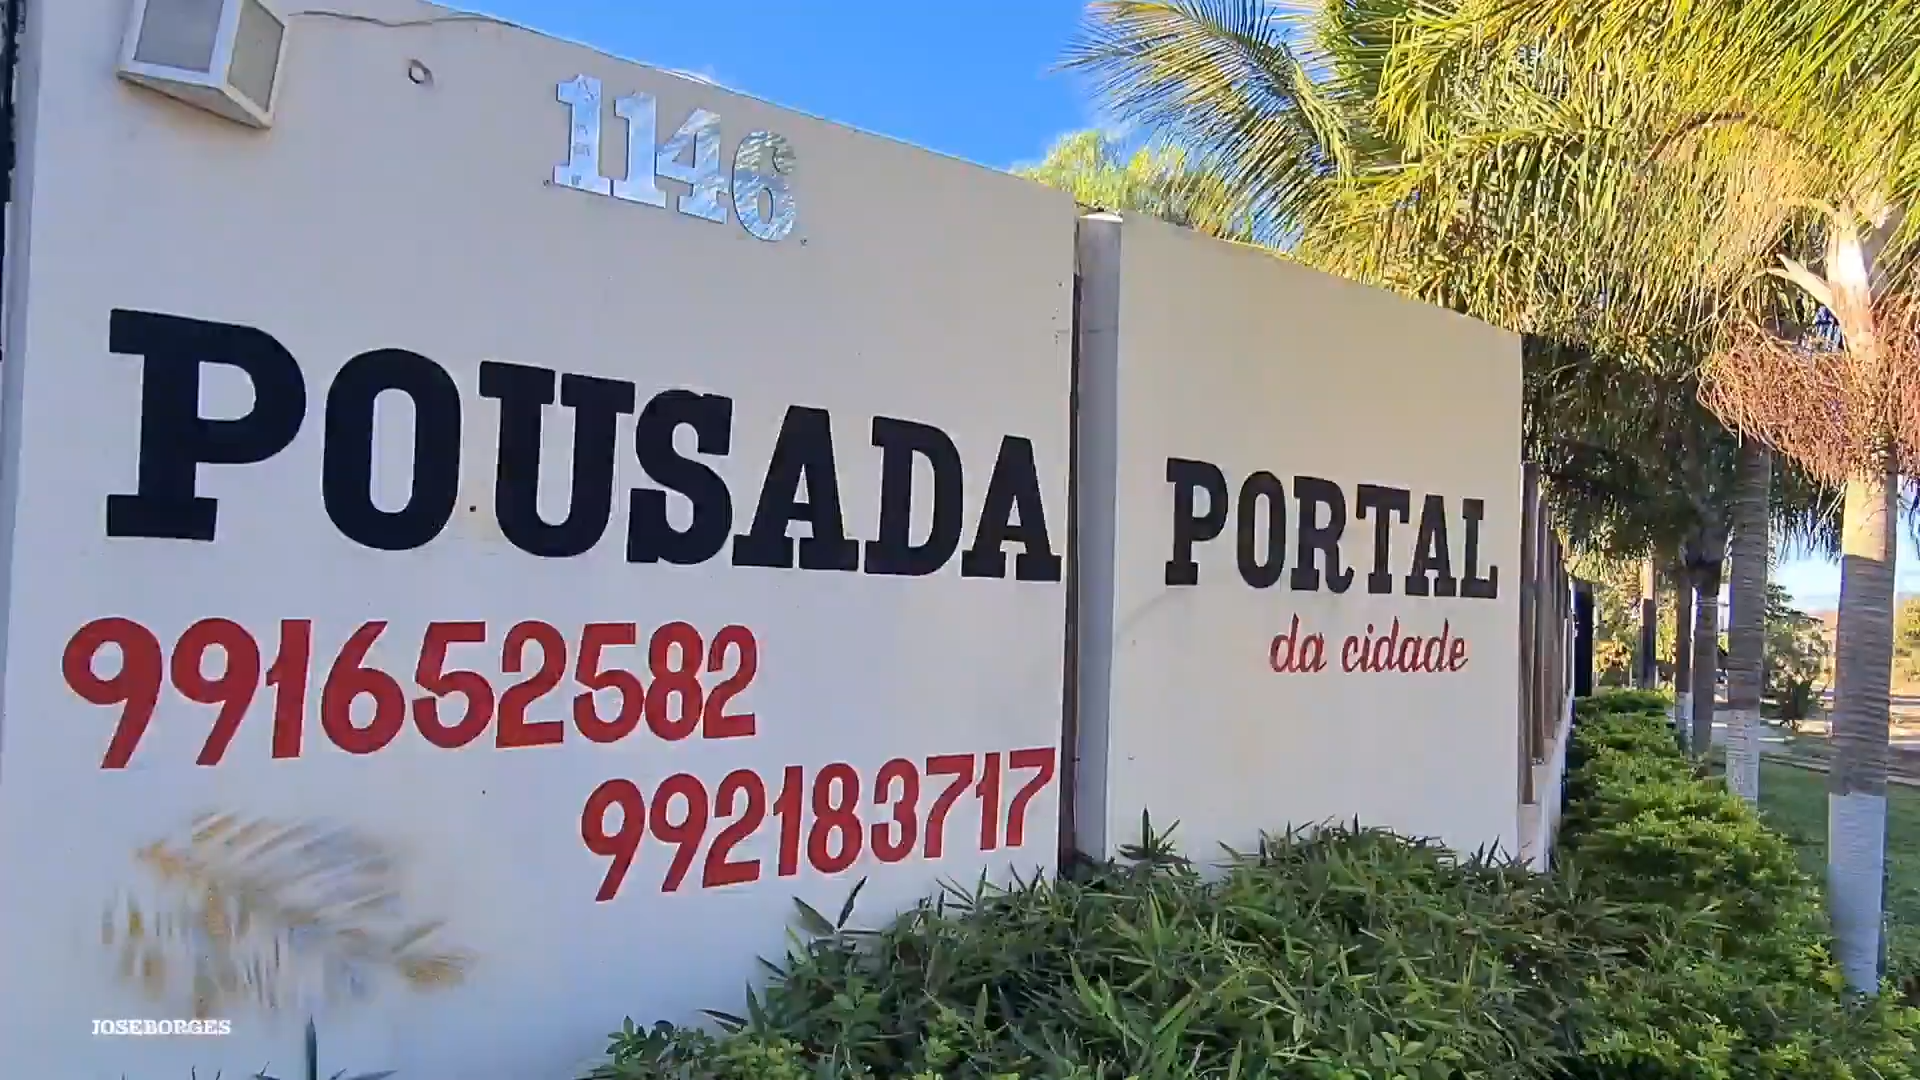 1146
POUSADA
PORTAL
da cidade
991652582
992183717
JOSEBORGES